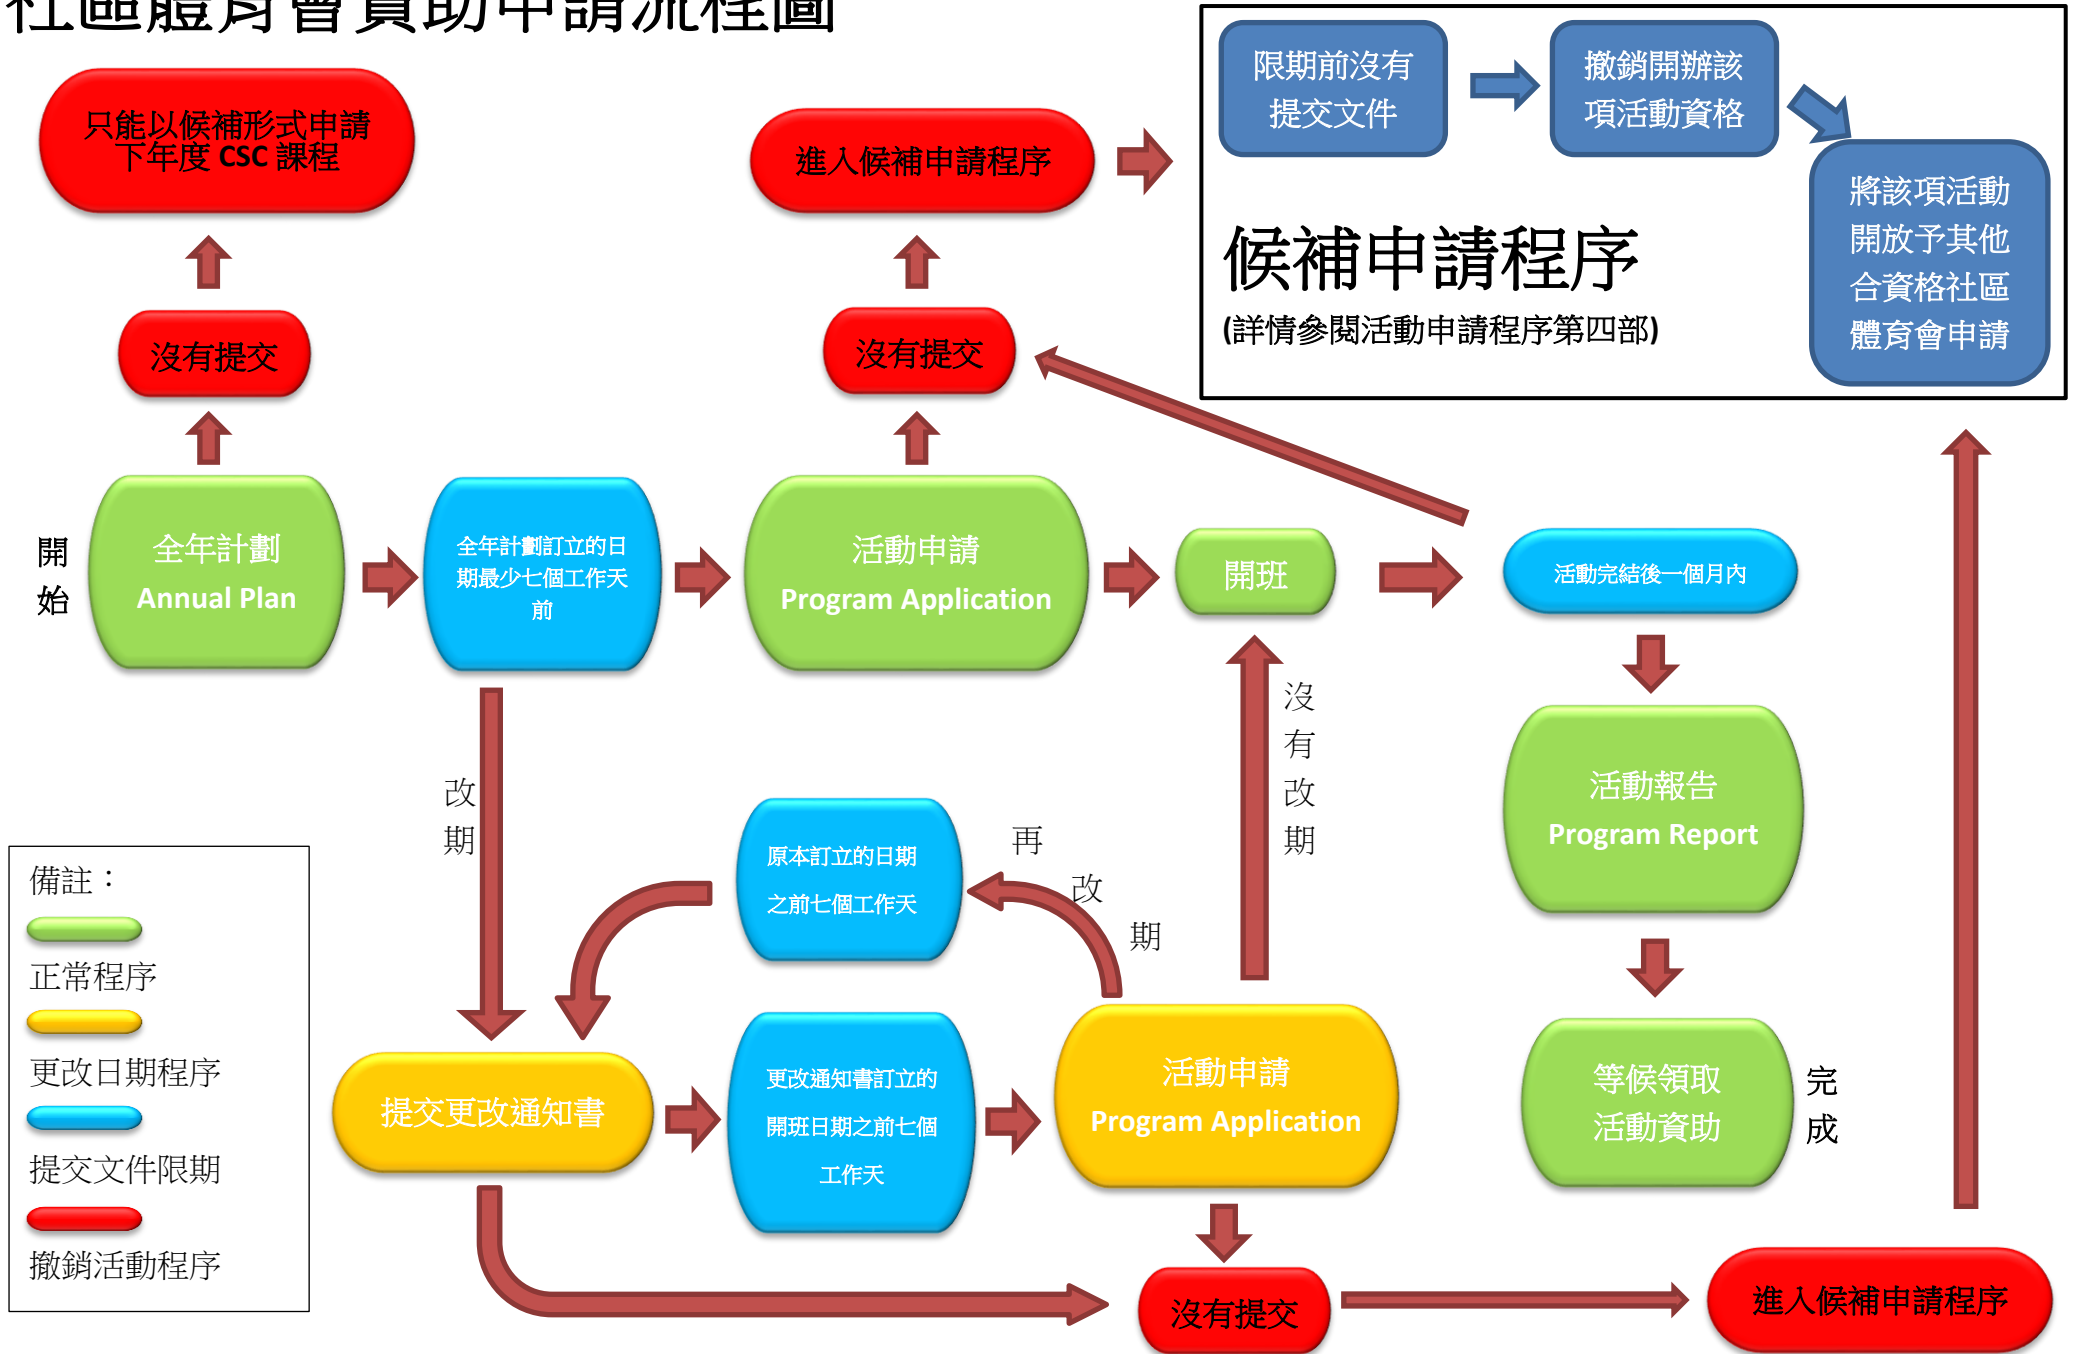 社區體育會資助申請流程圖
只能以候補形式申請
下年度 CSC 課程
沒有提交
進入候補申請程序
沒有提交
限期前沒有
提交文件
撤銷開辦該
項活動資格
將該項活動
開放予其他
合資格社區
體育會申請
候補申請程序
(詳情參閱活動申請程序第四部)
開
始
全年計劃
Annual Plan
全年計劃訂立的日
期最少七個工作天
前
活動申請
Program Application
開班
活動完結後一個月內
改
期
沒
有
改
期
再
改
期
原本訂立的日期
之前七個工作天
活動報告
Program Report
提交更改通知書
更改通知書訂立的
開班日期之前七個
工作天
活動申請
Program Application
等候領取
活動資助
完
成
沒有提交
進入候補申請程序
備註：
正常程序
更改日期程序
提交文件限期
撤銷活動程序